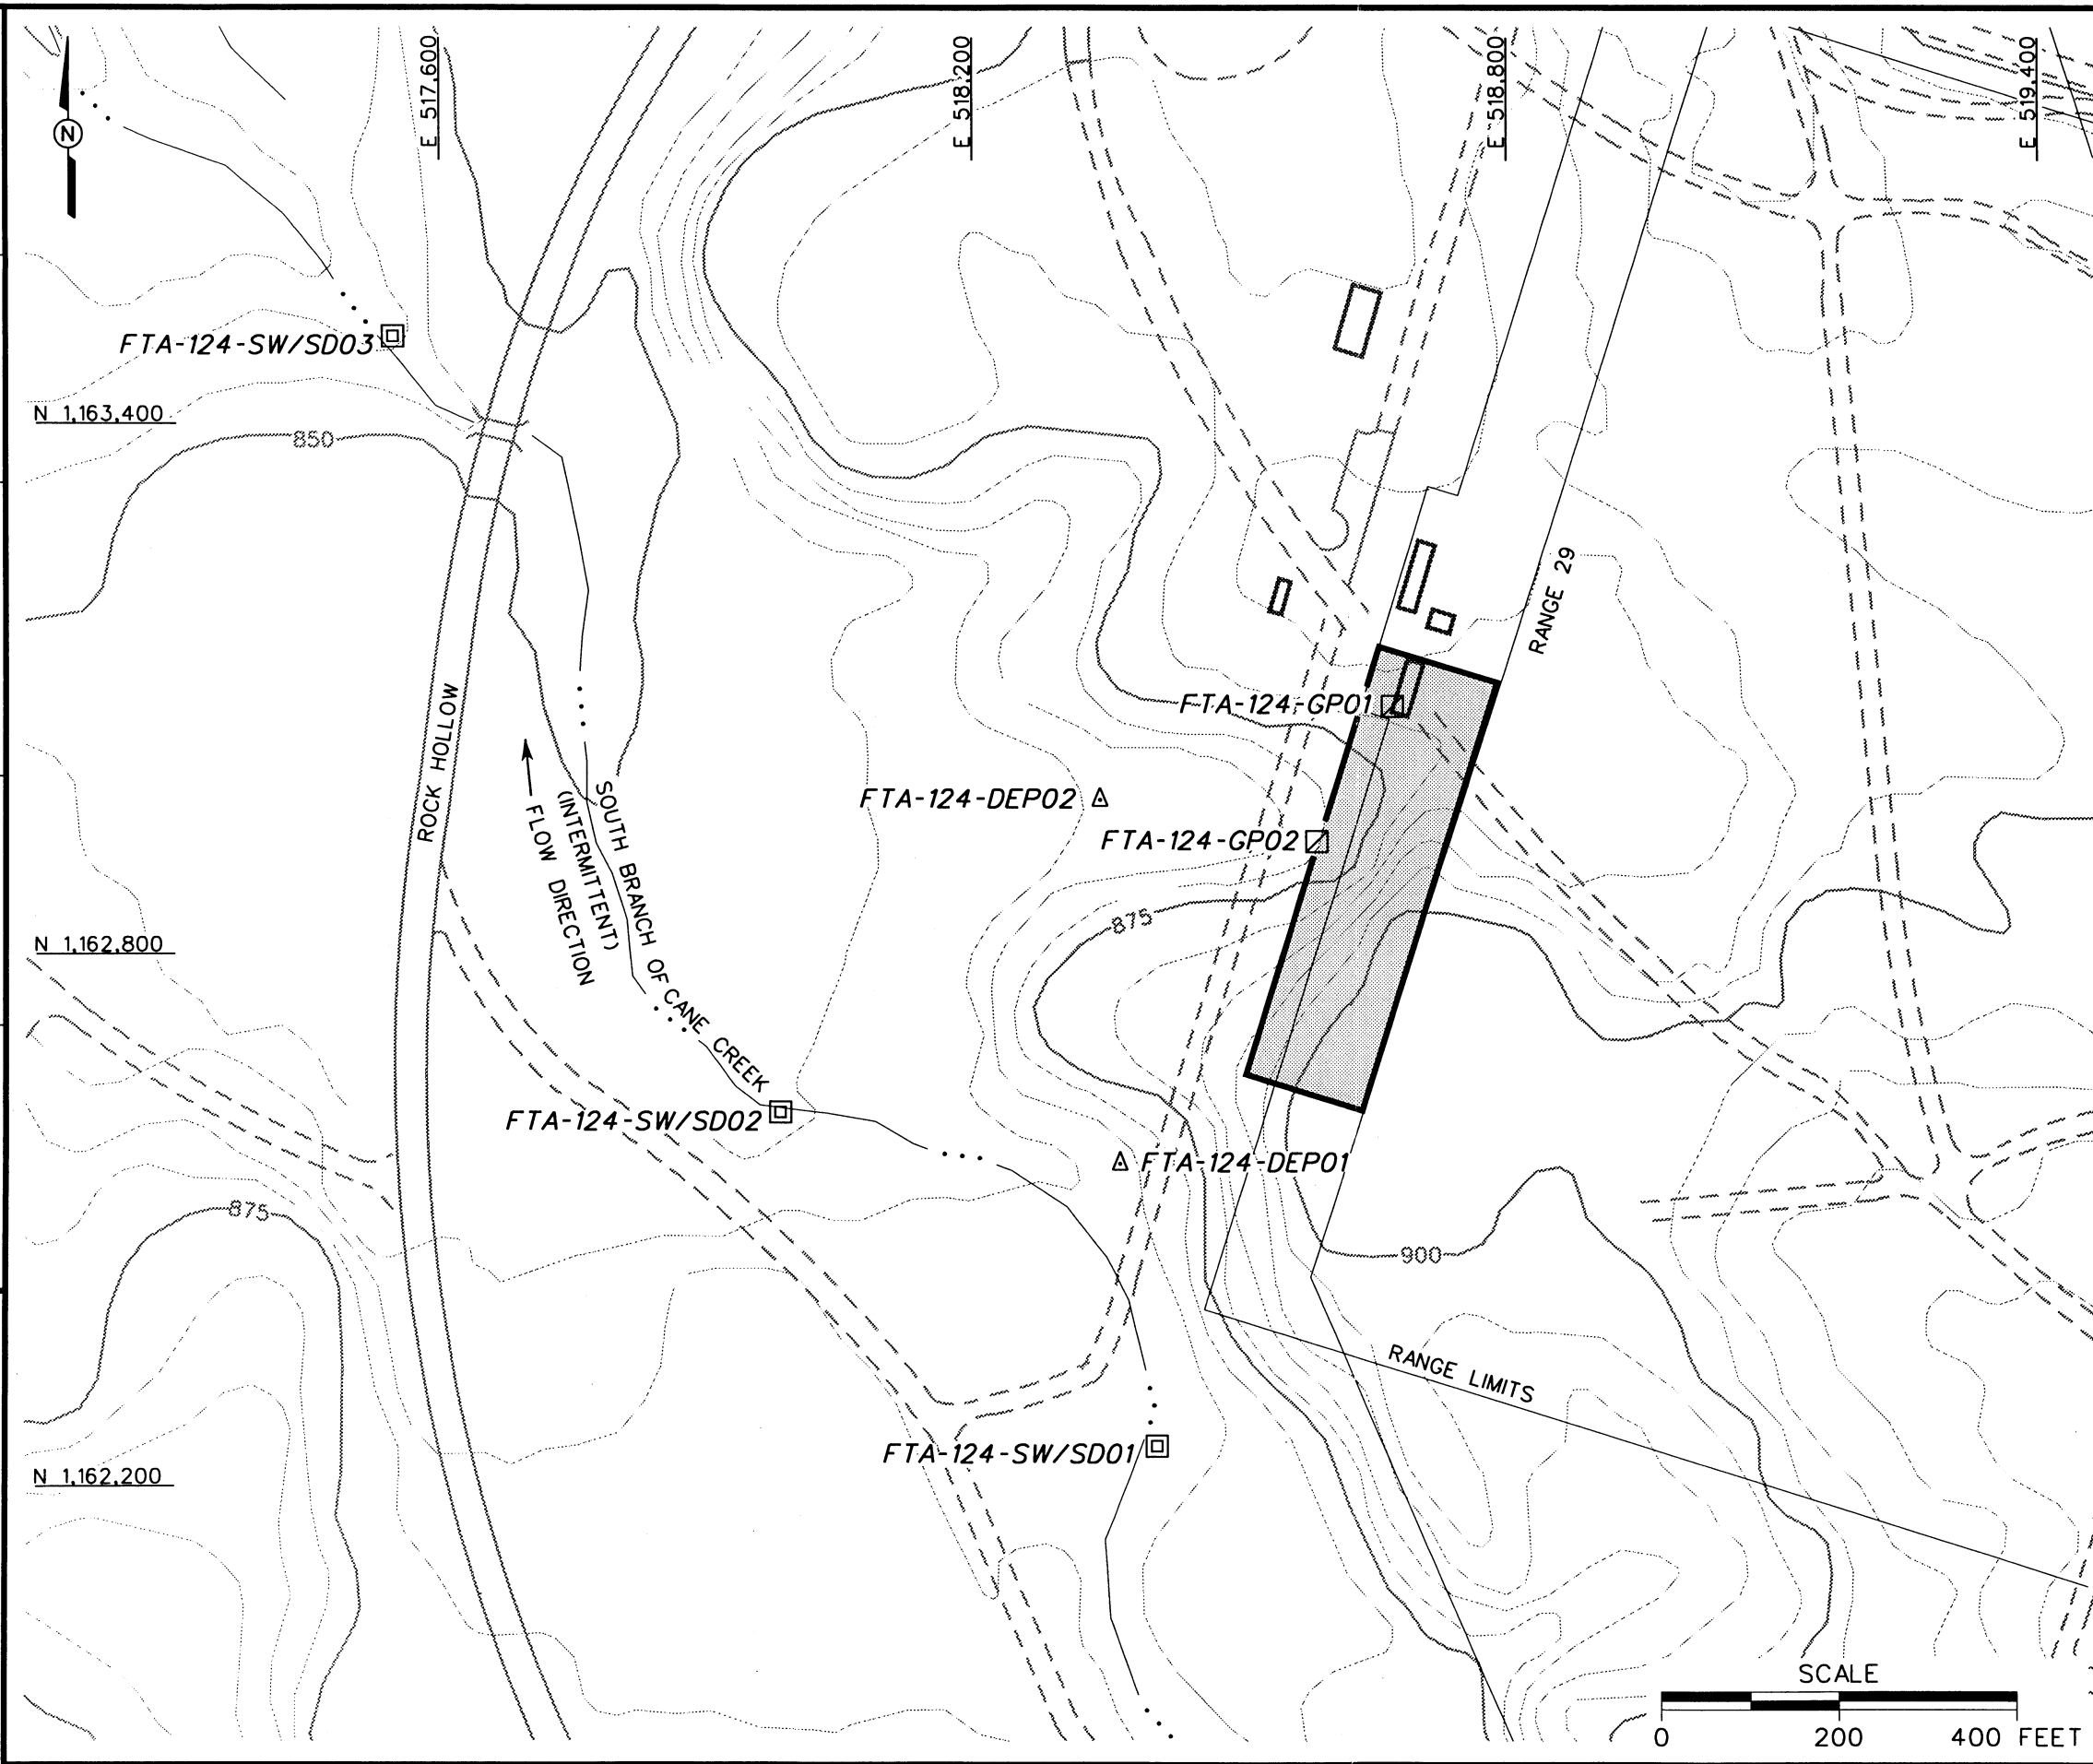 E 517,600
E 518,200
E 518,800
E 519,400
N
FTA-124-SW/SD03
N 1,163,400
850
RANGE 29
ROCK HOLLOW
FTA-124-GP01
FTA-124-DEP02
FTA-124-GP02
SOUTH BRANCH OF CANE CREEK
(INTERMITTENT)
FLOW DIRECTION
875
N 1,162,800
FTA-124-SW/SD02
FTA-124-DEP01
875
900
RANGE LIMITS
FTA-124-SW/SD01
N 1,162,200
SCALE
0 200 400 FEET